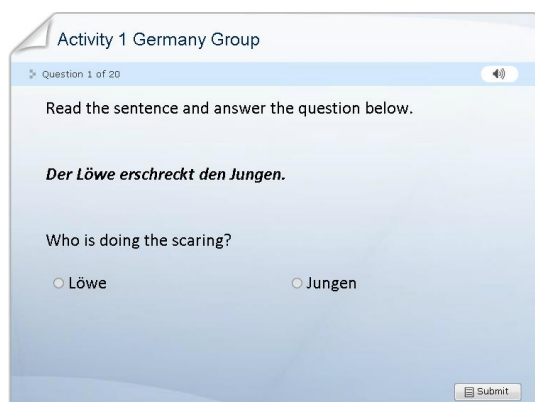 Activity 1 Germany Group
Question 1 of 20
Read the sentence and answer the question below.
Der Löwe erschreckt den Jungen.
Who is doing the scaring?
Löwe Jungen
Submit